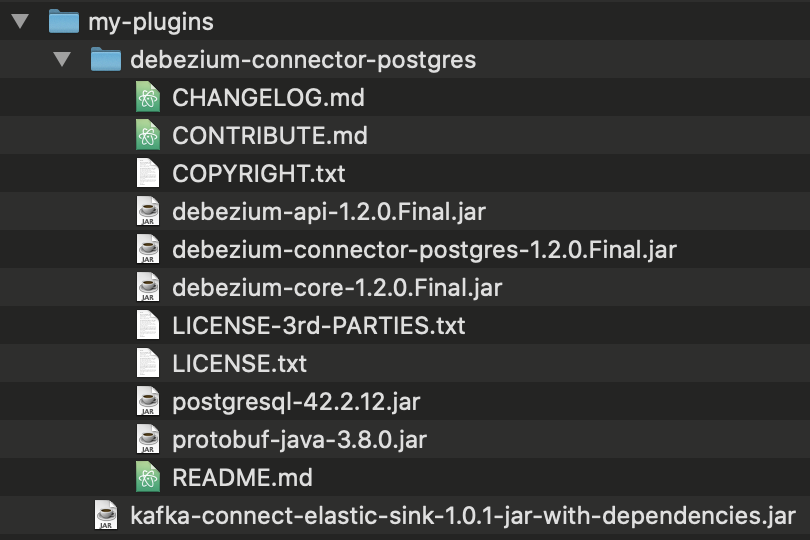 my-plugins
debezium-connector-postgres
CHANGELOG.md
CONTRIBUTE.md
COPYRIGHT.txt
JAR debezium-api-1.2.0.Final.jar
JAR debezium-connector-postgres-1.2.0.Final.jar
JAR debezium-core-1.2.0.Final.jar
LICENSE-3rd-PARTIES.txt
LICENSE.txt
JAR postgresql-42.2.12.jar
JAR protobuf-java-3.8.0.jar
README.md
JAR kafka-connect-elastic-sink-1.0.1-jar-with-dependencies.jar